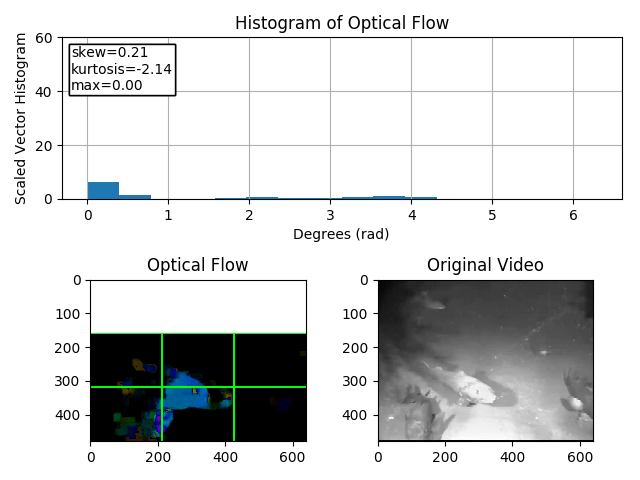 Histogram of Optical Flow
Scaled Vector Histogram
60
40
20
0
skew=0.21
kurtosis=-2.14
max=0.00
0 1 2 3 4 5 6
Degrees (rad)
Optical Flow
0
100
200
300
400
0 200 400 600
Original Video
0
100
200
300
400
0 200 400 600